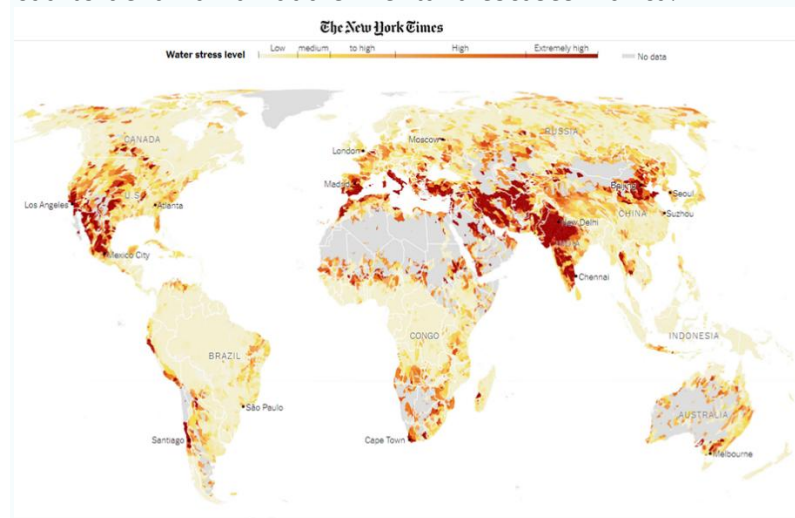 The New York Times
Water stress level
Low medium to high High Extremely high
No data
CANADA
RUSSIA
Moscow
London
Madrid
U.S.
Los Angeles
Atlanta
Beijing
Seoul
CHINA
Suzhou
New Delhi
INDIA
Mexico City
Chennai
CONGO
INDONESIA
BRAZIL
São Paulo
AUSTRALIA
Santiago
Cape Town
Melbourne